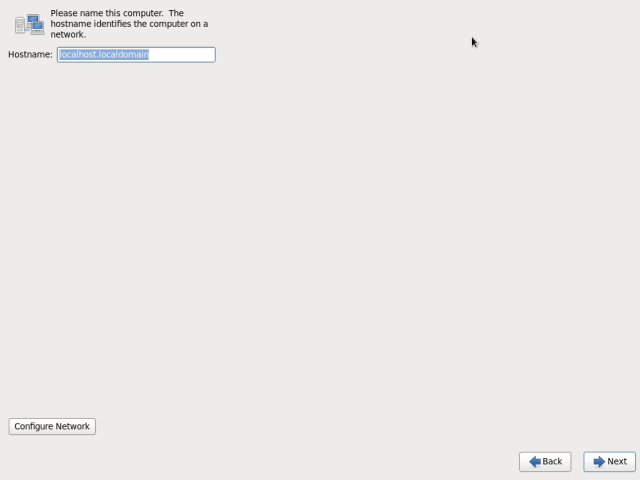 Please name this computer.  The
hostname identifies the computer on a
network.
Hostname: localhost.localdomain
Configure Network
Back Next